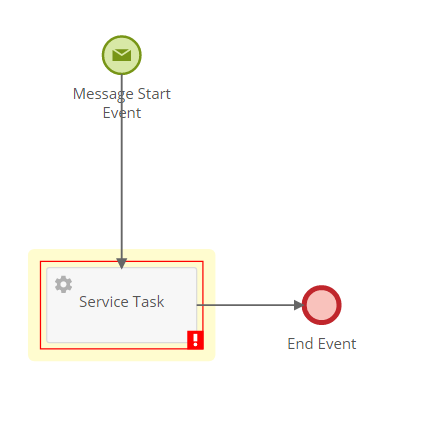 Message Start
Event
Service Task
End Event